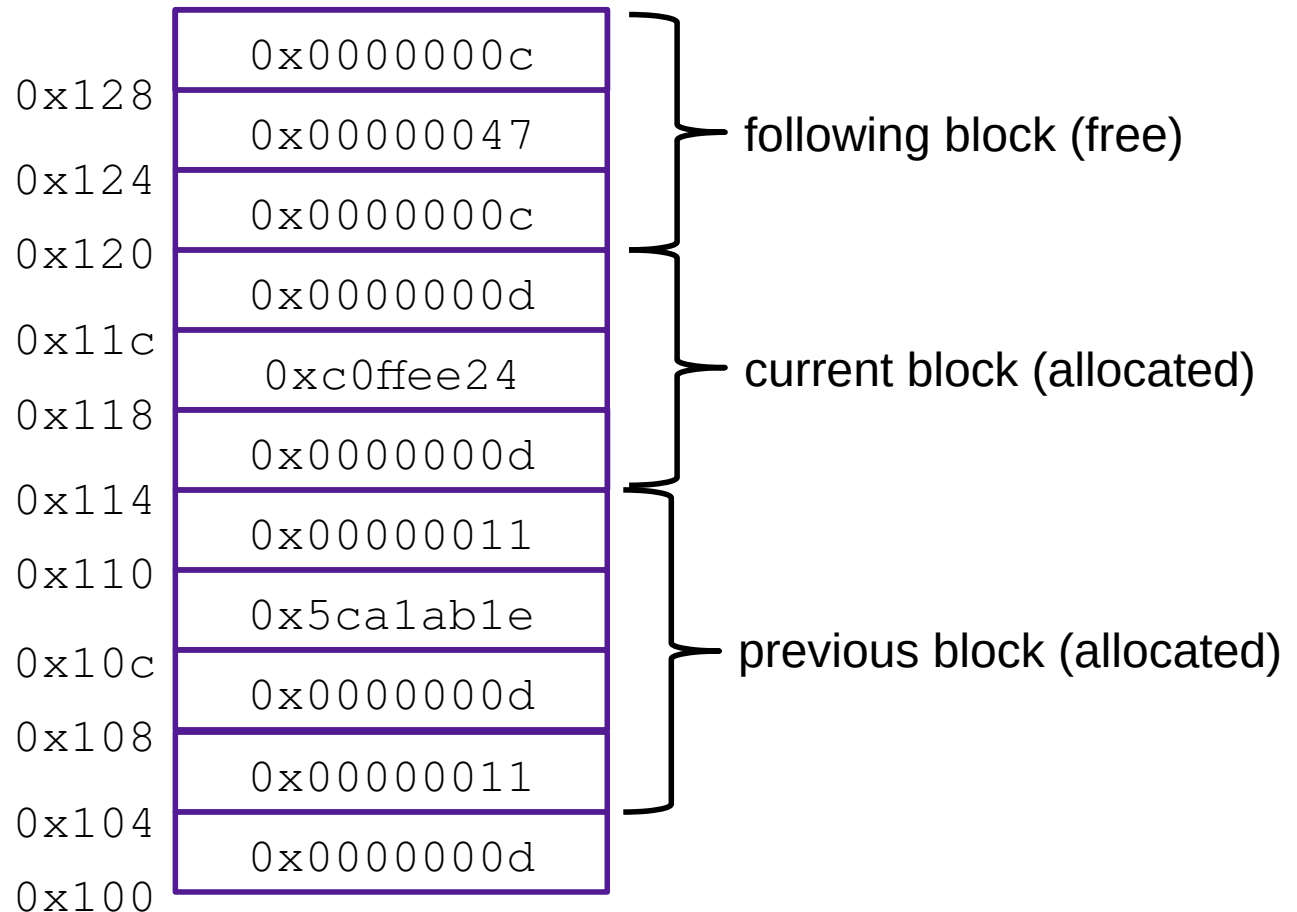 0x0000000c
0x128
0x00000047
following block (free)
0x124
0x0000000c
0x120
0x0000000d
0x11c
0xc0ffee24
current block (allocated)
0x118
0x0000000d
0x114
0x00000011
0x110
0x5ca1ab1e
0x10c
previous block (allocated)
0x0000000d
0x108
0x00000011
0x104
0x0000000d
0x100